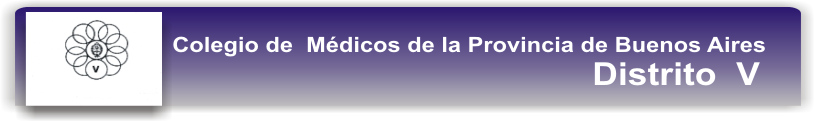 Colegio de  Médicos de la Provincia de Buenos Aires
Distrito  V
V